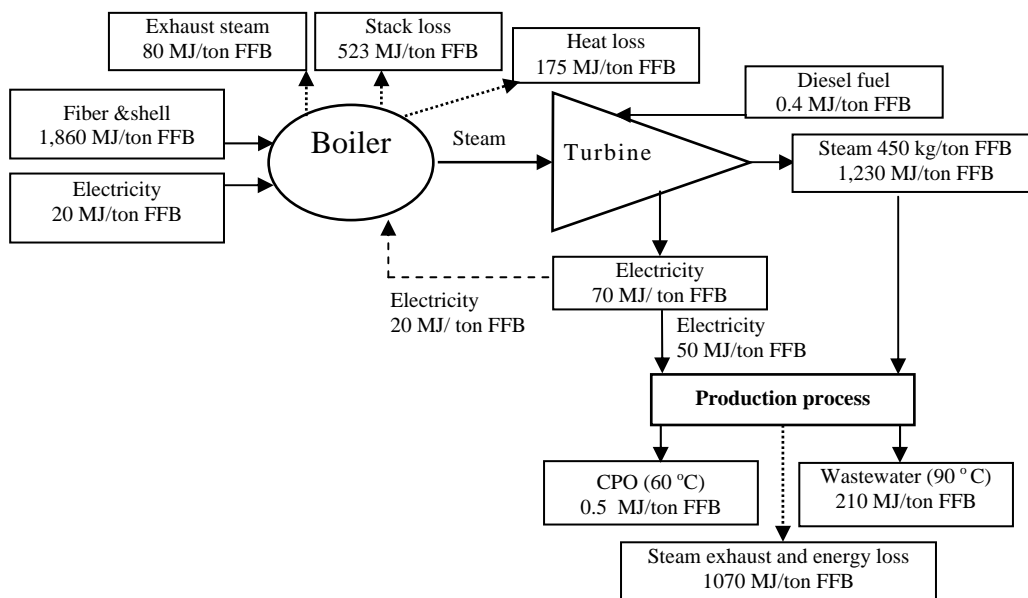 Exhaust steam
80 MJ/ton FFB
Stack loss
523 MJ/ton FFB
Heat loss
175 MJ/ton FFB
Diesel fuel
0.4 MJ/ton FFB
Fiber &shell
1,860 MJ/ton FFB
Boiler
Steam
Turbine
Steam 450 kg/ton FFB
1,230 MJ/ton FFB
Electricity
20 MJ/ton FFB
Electricity
70 MJ/ ton FFB
Electricity
20 MJ/ ton FFB
Electricity
50 MJ/ton FFB
Production process
CPO (60 °C)
0.5 MJ/ton FFB
Wastewater (90 °C)
210 MJ/ton FFB
Steam exhaust and energy loss
1070 MJ/ton FFB